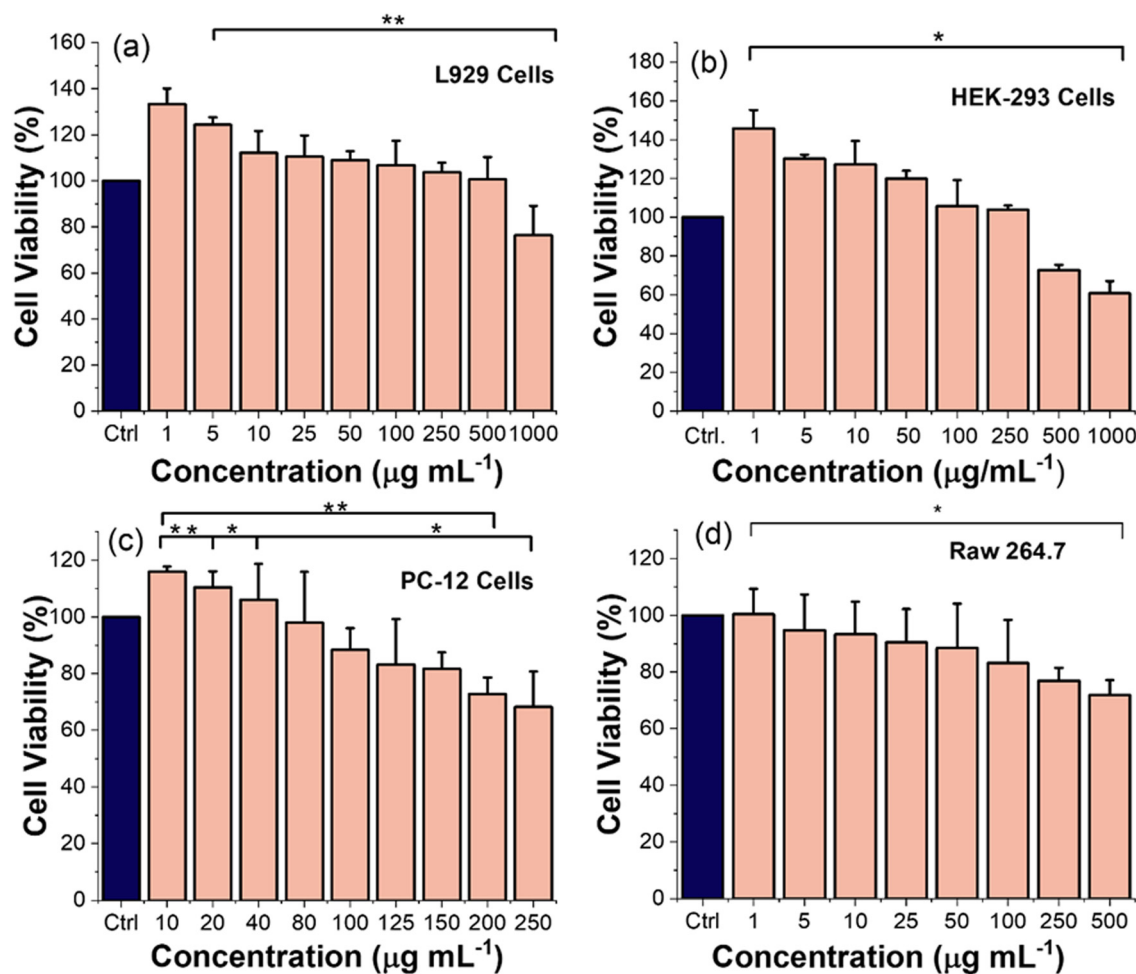 (a)
**
L929 Cells
Cell Viability (%)
160
140
120
100
80
60
40
20
0
Ctrl 1 5 10 25 50 100 250 500 1000
Concentration (μg mL-1)
(b)
*
HEK-293 Cells
Cell Viability (%)
180
160
140
120
100
80
60
40
20
0
Ctrl. 1 5 10 50 100 250 500 1000
Concentration (μg/mL-1)
(c)
**
** * *
PC-12 Cells
Cell Viability (%)
120
100
80
60
40
20
0
Ctrl 10 20 40 80 100 125 150 200 250
Concentration (μg mL-1)
(d)
*
Raw 264.7
Cell Viability (%)
120
100
80
60
40
20
0
Ctrl 1 5 10 25 50 100 250 500
Concentration (μg mL-1)